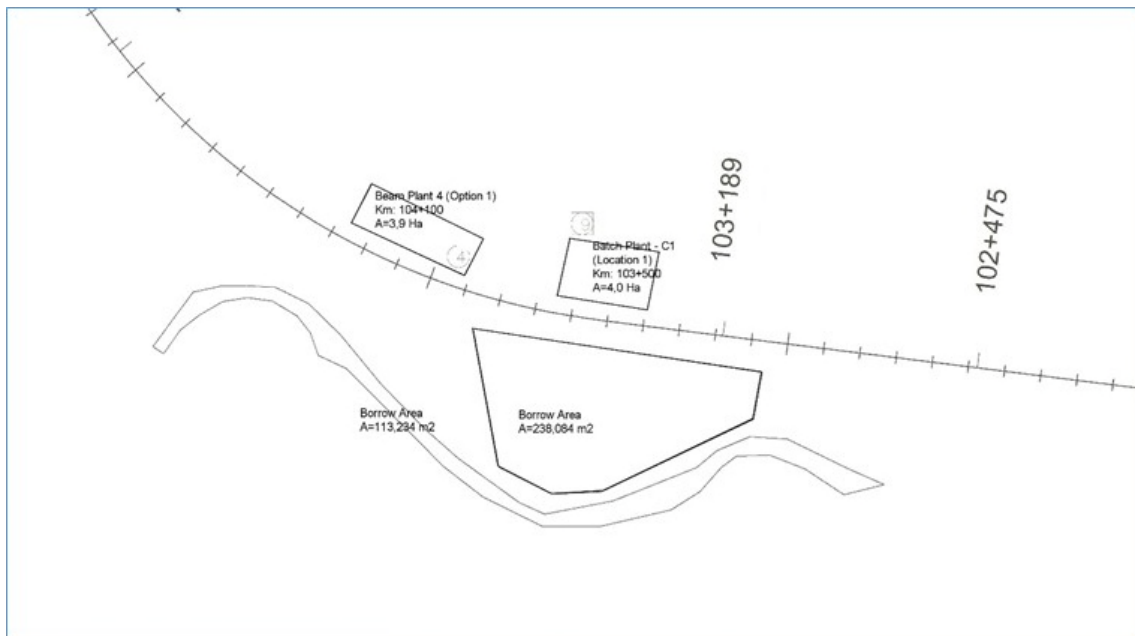 Beam Plant 4 (Option 1)
Km: 104+100
A=3,9 Ha
4
9
Batch Plant - C1
(Location 1)
Km: 103+500
A=4,0 Ha
103+189
102+475
Borrow Area
A=113,234 m2
Borrow Area
A=238,084 m2